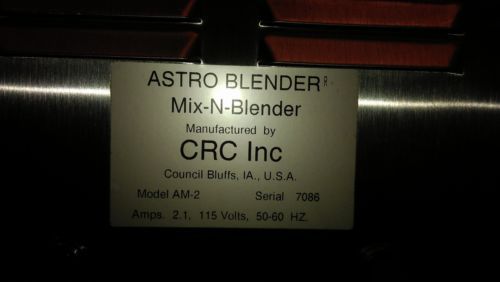 ASTRO BLENDER®
Mix-N-Blender
Manufactured by
CRC Inc
Council Bluffs, IA., U.S.A.
Model AM-2 Serial 7086
Amps. 2.1, 115 Volts, 50-60 HZ.